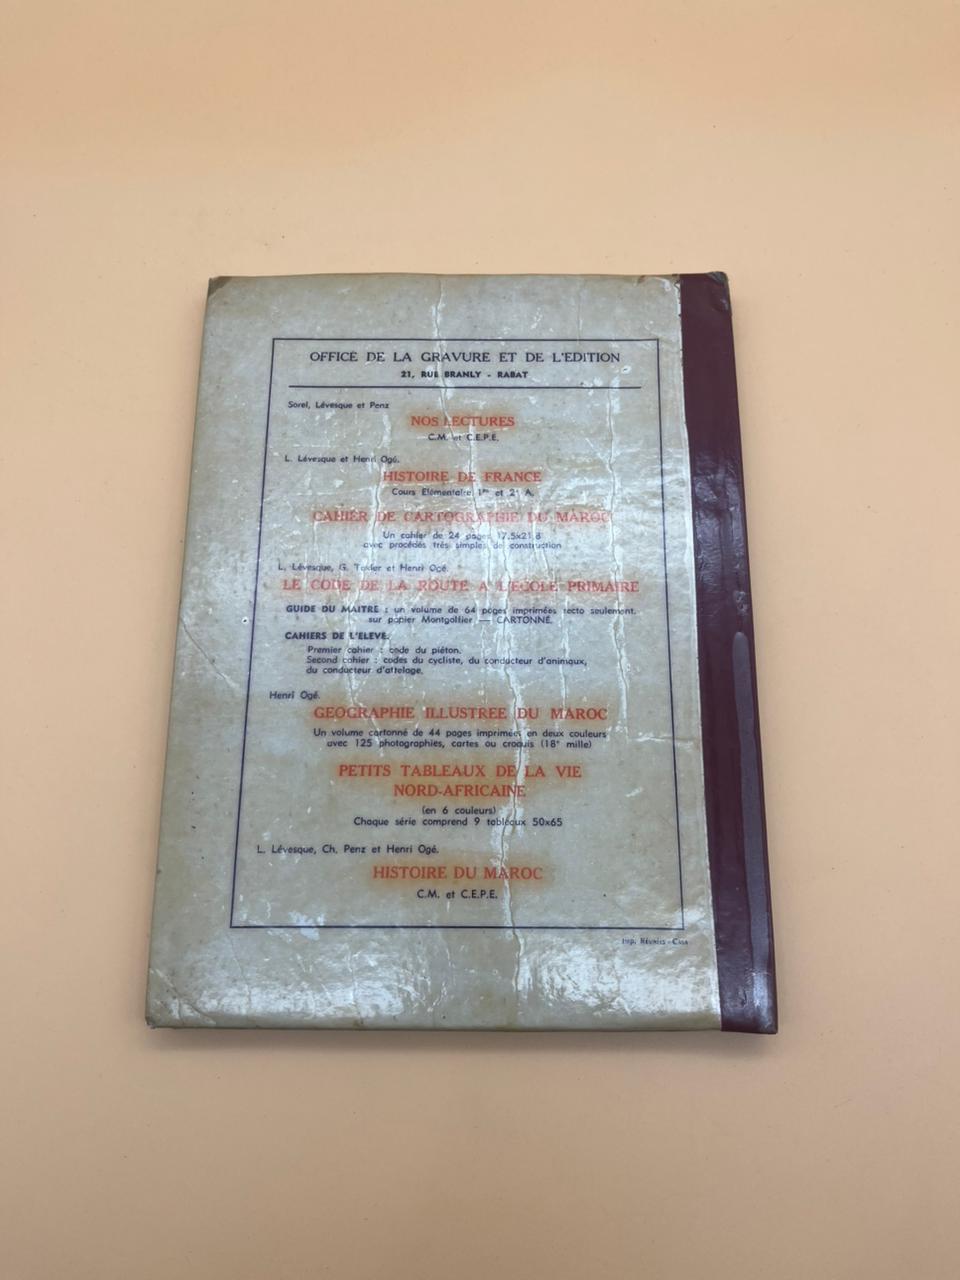 OFFICE DE LA GRAVURE ET DE L'EDITION
21, RUE BRANLY - RABAT
Sorel, Lévesque et Penz
NOS LECTURES
C.M. et C.E.P.E.
L. Lévesque et Henri Ogé.
HISTOIRE DE FRANCE
Cours Elémentaire 1re et 2e A.
CAHIER DE CARTOGRAPHIE DU MAROC
Un cahier de 24 pages 17,5x21,8
avec procédés très simples de construction
L. Lévesque, G. et Henri Ogé.
LE CODE DE LA ROUTE A L'ECOLE PRIMAIRE
GUIDE DU MAITRE : un volume de 64 pages imprimées recto seulement.
sur papier Montgolfier — CARTONNÉ.
CAHIERS DE L'ELEVE.
Premier cahier : code du piéton.
Second cahier : codes du cycliste, du conducteur d'animaux,
du conducteur d'attelage.
Henri Ogé.
GEOGRAPHIE ILLUSTREE DU MAROC
Un volume cartonné de 44 pages imprimées en deux couleurs
avec 125 photographies, cartes ou croquis (18e mille)
PETITS TABLEAUX DE LA VIE
NORD-AFRICAINE
(en 6 couleurs)
Chaque série comprend 9 tableaux 50x65
L. Lévesque, Ch. Penz et Henri Ogé.
HISTOIRE DU MAROC
C.M. et C.E.P.E.
Imp. - Casa